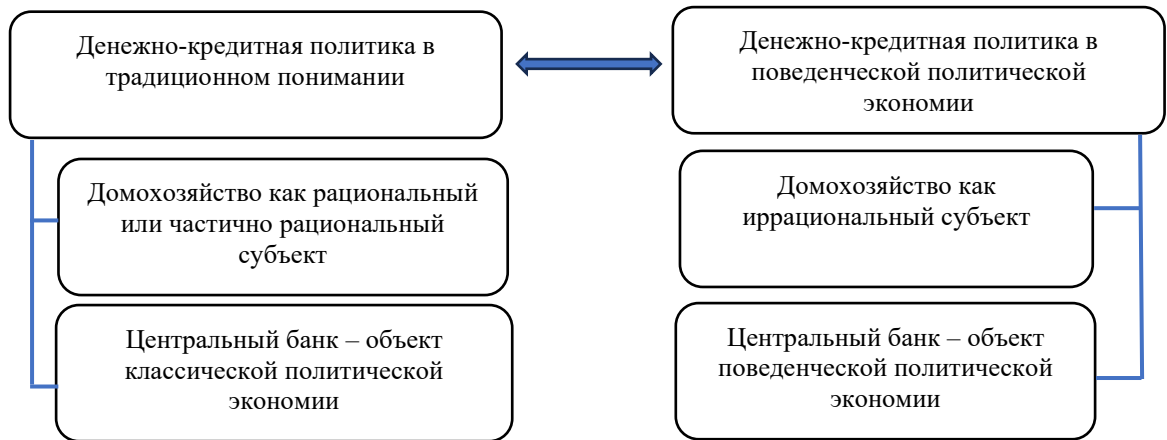 Денежно-кредитная политика в
традиционном понимании
Денежно-кредитная политика в
поведенческой политической
экономии
Домохозяйство как рациональный
или частично рациональный
субъект
Домохозяйство как
иррациональный субъект
Центральный банк – объект
классической политической
экономии
Центральный банк – объект
поведенческой политической
экономии